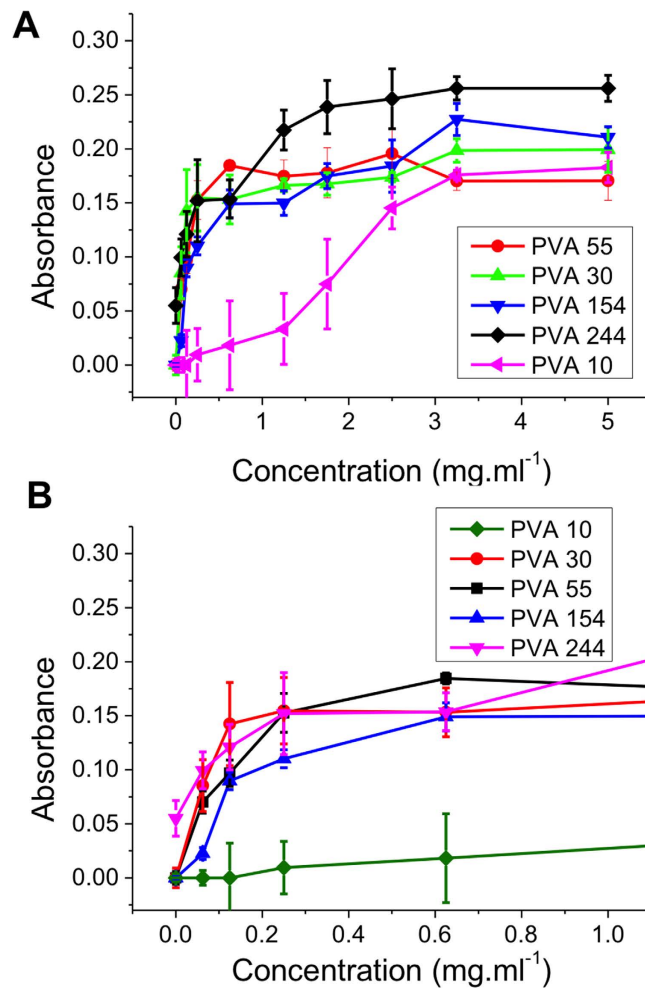 A
0.30
0.25
0.20
0.15
0.10
0.05
0.00
Absorbance
PVA 55
PVA 30
PVA 154
PVA 244
PVA 10
0 1 2 3 4 5
Concentration (mg.ml⁻¹)
B
0.30
0.25
0.20
0.15
0.10
0.05
0.00
Absorbance
PVA 10
PVA 30
PVA 55
PVA 154
PVA 244
0.0 0.2 0.4 0.6 0.8 1.0
Concentration (mg.ml⁻¹)